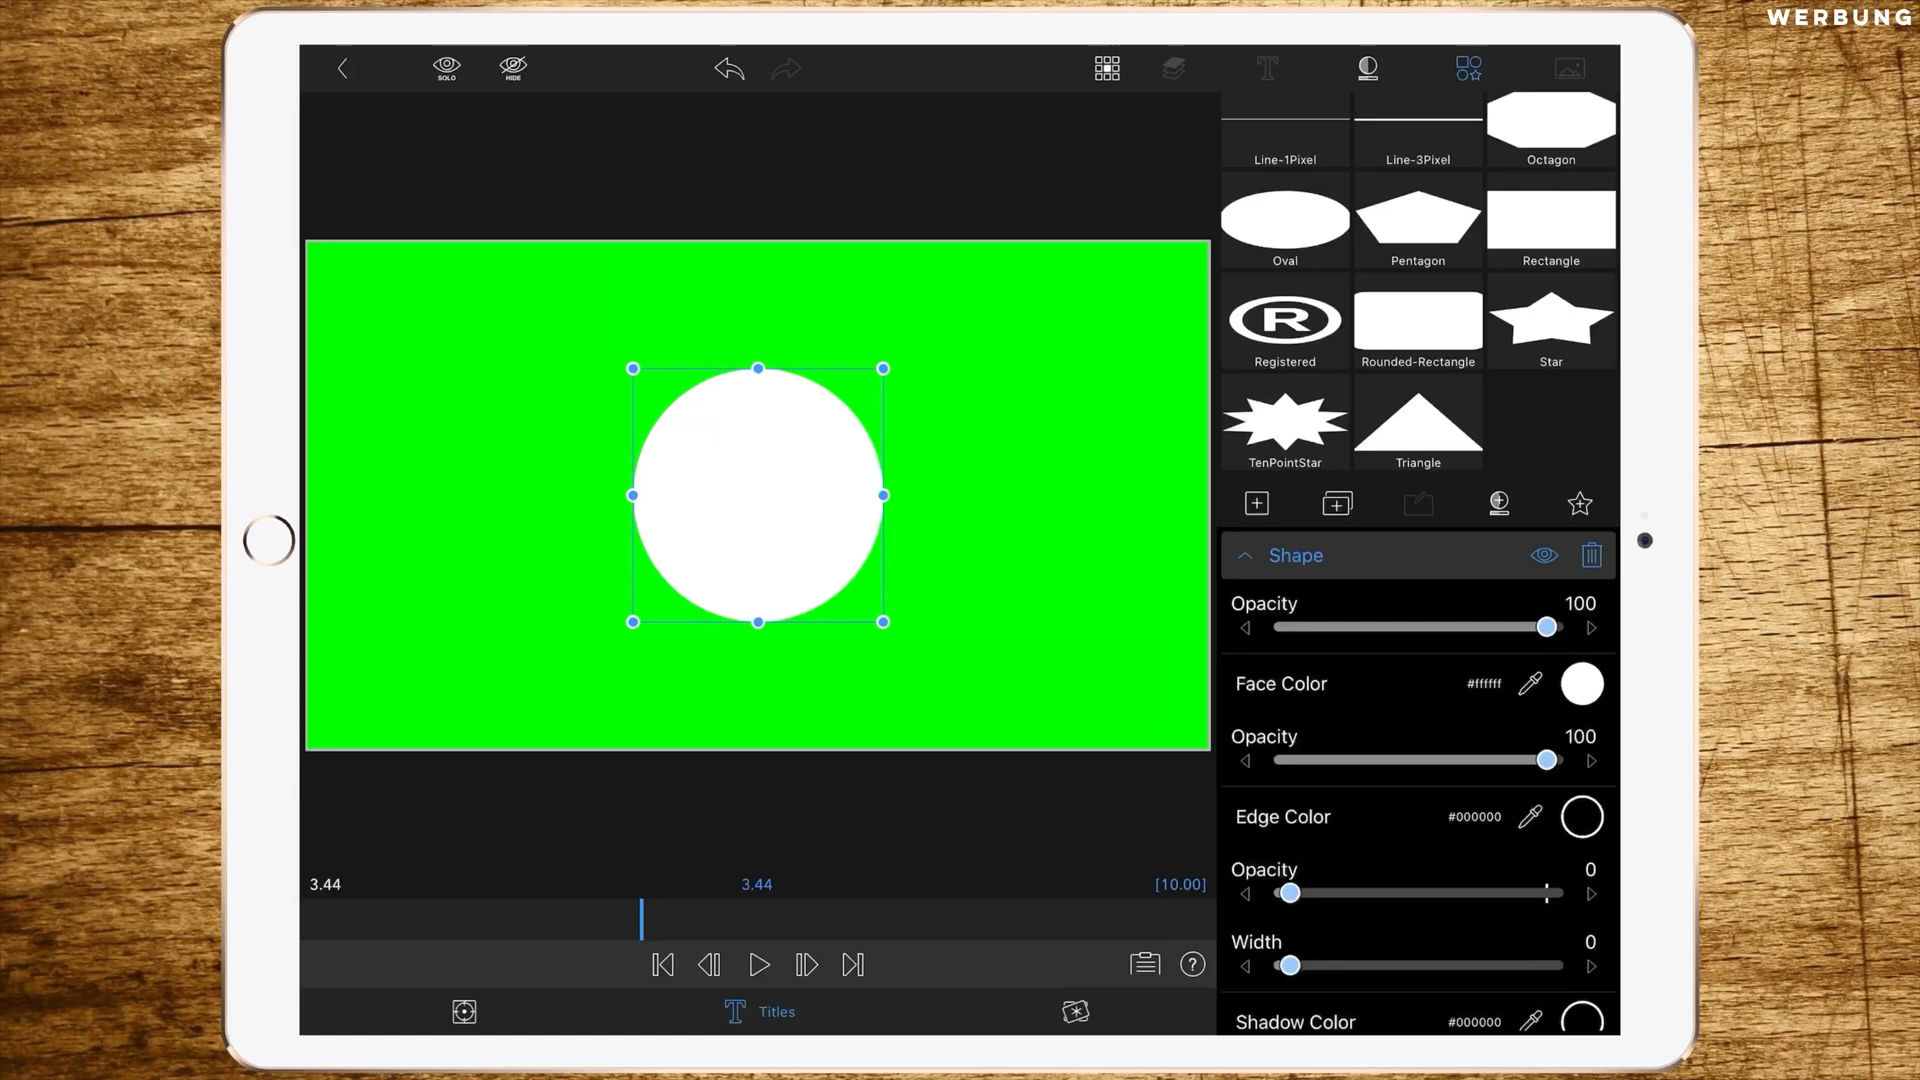 WERBUNG
SOLO
HIDE
Line-1Pixel
Line-3Pixel
Octagon
Oval
Pentagon
Rectangle
R
Registered
Rounded-Rectangle
Star
TenPointStar
Triangle
Shape
Opacity 100
Face Color #ffffff
Opacity 100
Edge Color #000000
Opacity 0
Width 0
Shadow Color #000000
3.44 3.44 [10.00]
?
T Titles